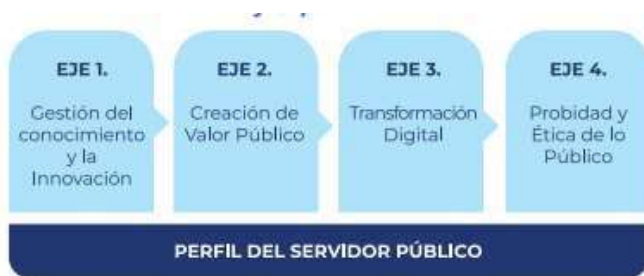 EJE 1.
Gestión del
conocimiento
y la
Innovación
EJE 2.
Creación de
Valor Público
EJE 3.
Transformación
Digital
EJE 4.
Probidad y
Ética de lo
Público
PERFIL DEL SERVIDOR PÚBLICO